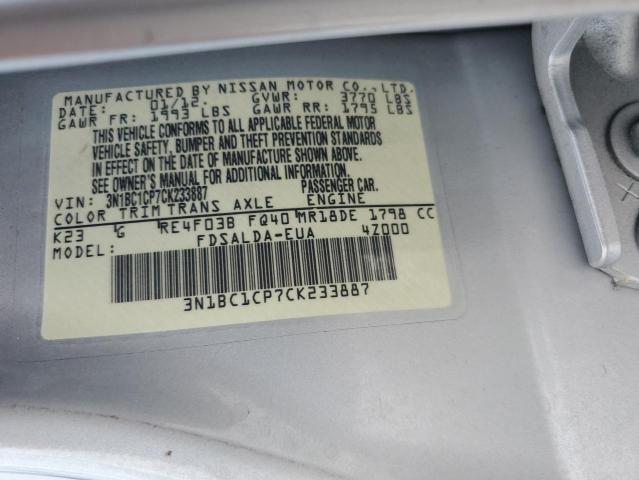 MANUFACTURED BY NISSAN MOTOR CO., LTD.
DATE: 01/12. GVWR: 3770 LBS
GAWR FR: 1993 LBS GAWR RR: 1795 LBS
THIS VEHICLE CONFORMS TO ALL APPLICABLE FEDERAL MOTOR
VEHICLE SAFETY, BUMPER AND THEFT PREVENTION STANDARDS
IN EFFECT ON THE DATE OF MANUFACTURE SHOWN ABOVE.
SEE OWNER'S MANUAL FOR ADDITIONAL INFORMATION.
VIN: 3N1BC1CP7CK233887 PASSENGER CAR.
COLOR TRIM TRANS AXLE ENGINE
K23 G RE4F03B FQ40 MR18DE 1798 CC
MODEL: FDSALDA-EUA 4Z000
3N1BC1CP7CK233887